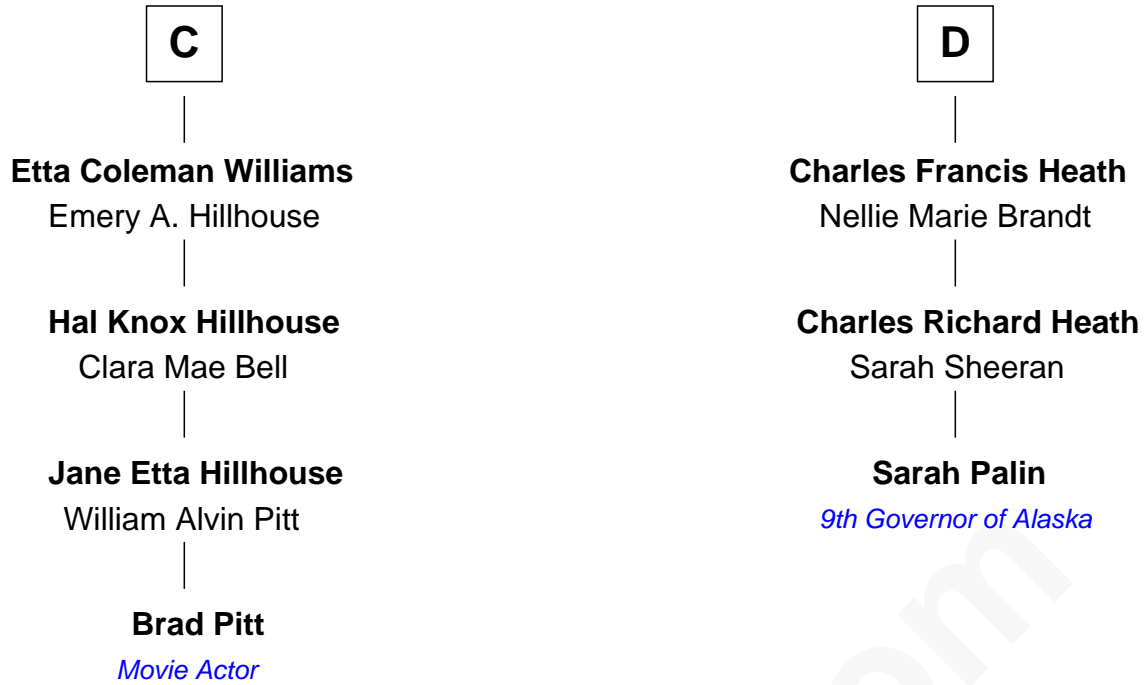 C
D
Etta Coleman Williams
Emery A. Hillhouse
Charles Francis Heath
Nellie Marie Brandt
Hal Knox Hillhouse
Clara Mae Bell
Charles Richard Heath
Sarah Sheeran
Jane Etta Hillhouse
William Alvin Pitt
Sarah Palin
9th Governor of Alaska
Brad Pitt
Movie Actor
om